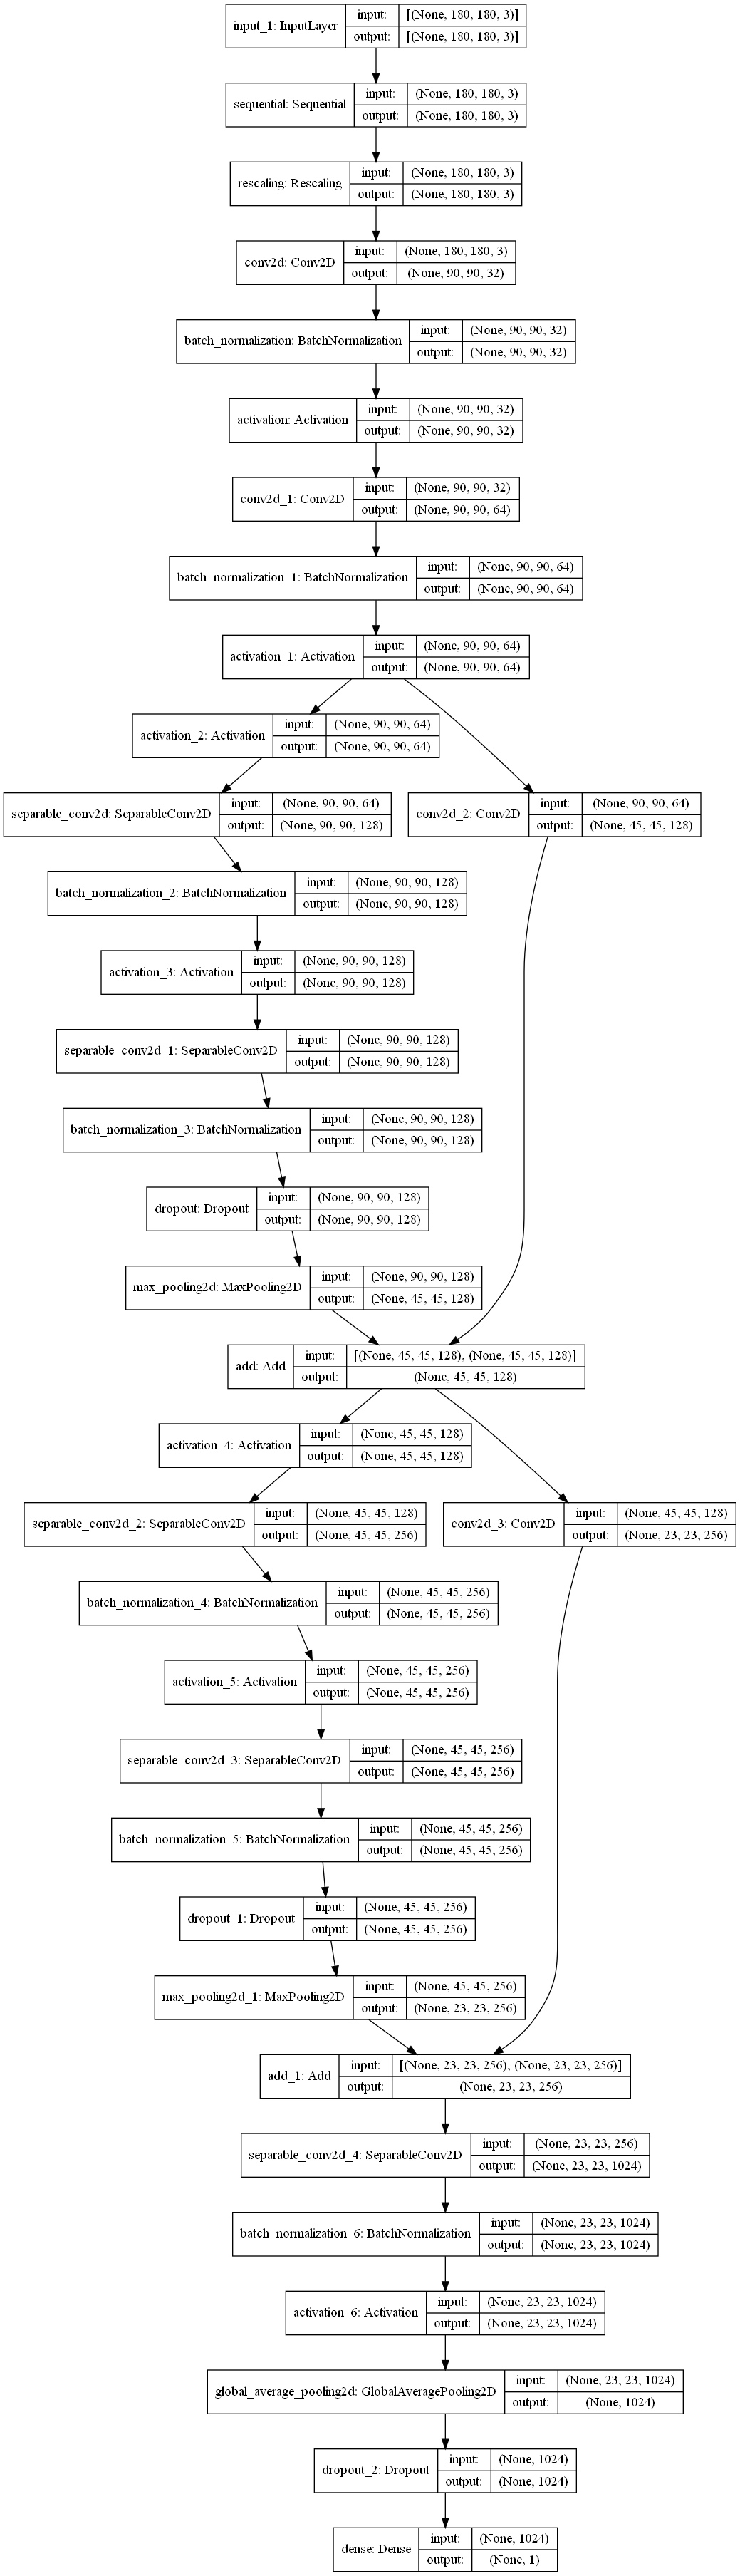 input_1: InputLayer
input:
[(None, 180, 180, 3)]
output:
[(None, 180, 180, 3)]
sequential: Sequential
input:
(None, 180, 180, 3)
output:
(None, 180, 180, 3)
rescaling: Rescaling
input:
(None, 180, 180, 3)
output:
(None, 180, 180, 3)
conv2d: Conv2D
input:
(None, 180, 180, 3)
output:
(None, 90, 90, 32)
batch_normalization: BatchNormalization
input:
(None, 90, 90, 32)
output:
(None, 90, 90, 32)
activation: Activation
input:
(None, 90, 90, 32)
output:
(None, 90, 90, 32)
conv2d_1: Conv2D
input:
(None, 90, 90, 32)
output:
(None, 90, 90, 64)
batch_normalization_1: BatchNormalization
input:
(None, 90, 90, 64)
output:
(None, 90, 90, 64)
activation_1: Activation
input:
(None, 90, 90, 64)
output:
(None, 90, 90, 64)
activation_2: Activation
input:
(None, 90, 90, 64)
output:
(None, 90, 90, 64)
separable_conv2d: SeparableConv2D
input:
(None, 90, 90, 64)
output:
(None, 90, 90, 128)
conv2d_2: Conv2D
input:
(None, 90, 90, 64)
output:
(None, 45, 45, 128)
batch_normalization_2: BatchNormalization
input:
(None, 90, 90, 128)
output:
(None, 90, 90, 128)
activation_3: Activation
input:
(None, 90, 90, 128)
output:
(None, 90, 90, 128)
separable_conv2d_1: SeparableConv2D
input:
(None, 90, 90, 128)
output:
(None, 90, 90, 128)
batch_normalization_3: BatchNormalization
input:
(None, 90, 90, 128)
output:
(None, 90, 90, 128)
dropout: Dropout
input:
(None, 90, 90, 128)
output:
(None, 90, 90, 128)
max_pooling2d: MaxPooling2D
input:
(None, 90, 90, 128)
output:
(None, 45, 45, 128)
add: Add
input:
[(None, 45, 45, 128), (None, 45, 45, 128)]
output:
(None, 45, 45, 128)
activation_4: Activation
input:
(None, 45, 45, 128)
output:
(None, 45, 45, 128)
separable_conv2d_2: SeparableConv2D
input:
(None, 45, 45, 128)
output:
(None, 45, 45, 256)
conv2d_3: Conv2D
input:
(None, 45, 45, 128)
output:
(None, 23, 23, 256)
batch_normalization_4: BatchNormalization
input:
(None, 45, 45, 256)
output:
(None, 45, 45, 256)
activation_5: Activation
input:
(None, 45, 45, 256)
output:
(None, 45, 45, 256)
separable_conv2d_3: SeparableConv2D
input:
(None, 45, 45, 256)
output:
(None, 45, 45, 256)
batch_normalization_5: BatchNormalization
input:
(None, 45, 45, 256)
output:
(None, 45, 45, 256)
dropout_1: Dropout
input:
(None, 45, 45, 256)
output:
(None, 45, 45, 256)
max_pooling2d_1: MaxPooling2D
input:
(None, 45, 45, 256)
output:
(None, 23, 23, 256)
add_1: Add
input:
[(None, 23, 23, 256), (None, 23, 23, 256)]
output:
(None, 23, 23, 256)
separable_conv2d_4: SeparableConv2D
input:
(None, 23, 23, 256)
output:
(None, 23, 23, 1024)
batch_normalization_6: BatchNormalization
input:
(None, 23, 23, 1024)
output:
(None, 23, 23, 1024)
activation_6: Activation
input:
(None, 23, 23, 1024)
output:
(None, 23, 23, 1024)
global_average_pooling2d: GlobalAveragePooling2D
input:
(None, 23, 23, 1024)
output:
(None, 1024)
dropout_2: Dropout
input:
(None, 1024)
output:
(None, 1024)
dense: Dense
input:
(None, 1024)
output:
(None, 1)